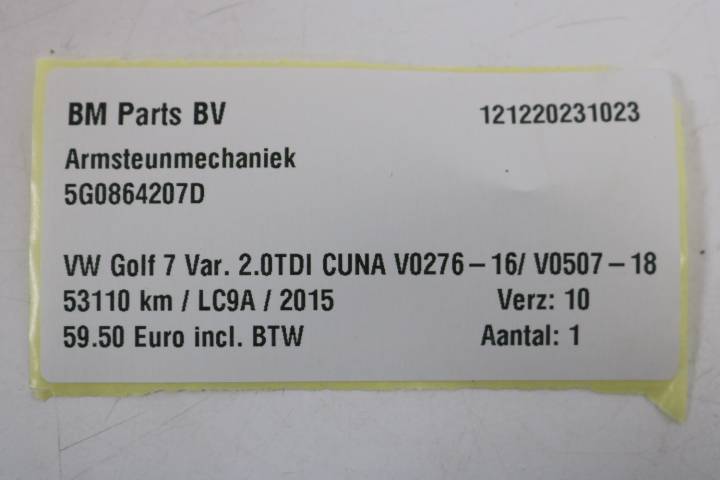 BM Parts BV 121220231023
Armsteunmechaniek
5G0864207D
VW Golf 7 Var. 2.0TDI CUNA V0276-16/ V0507-18
53110 km / LC9A / 2015 Verz: 10
59.50 Euro incl. BTW Aantal: 1